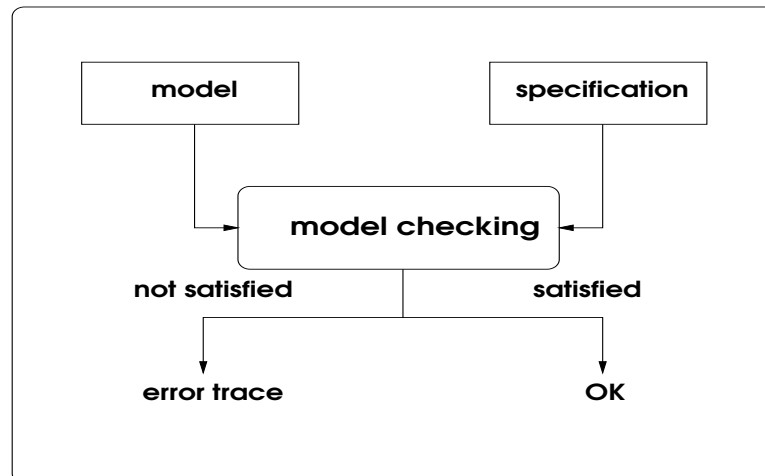 model
specification
model checking
not satisfied
satisfied
error trace
OK